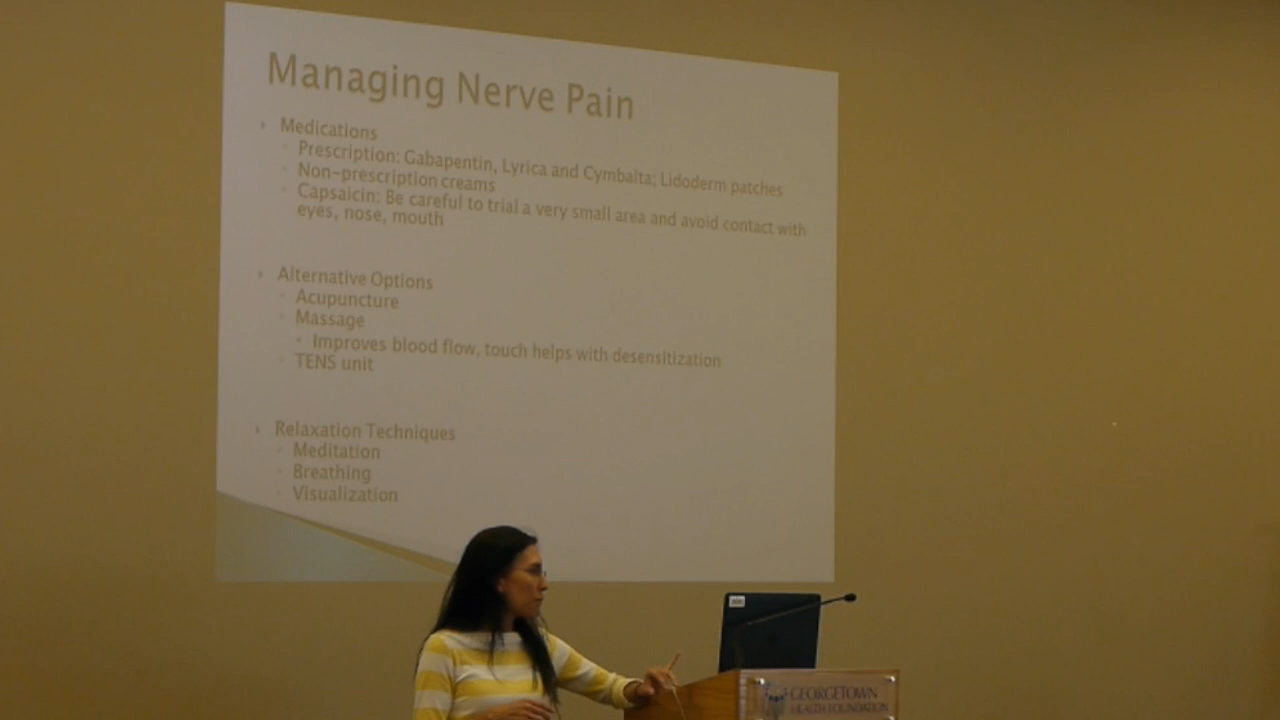 Managing Nerve Pain
Medications
Prescription: Gabapentin, Lyrica and Cymbalta; Lidoderm patches
Non-prescription creams
Capsaicin: Be careful to trial a very small area and avoid contact with
eyes, nose, mouth
Alternative Options
Acupuncture
Massage
Improves blood flow, touch helps with desensitization
TENS unit
Relaxation Techniques
Meditation
Breathing
Visualization
GEORGETOWN
HEALTH FOUNDATION